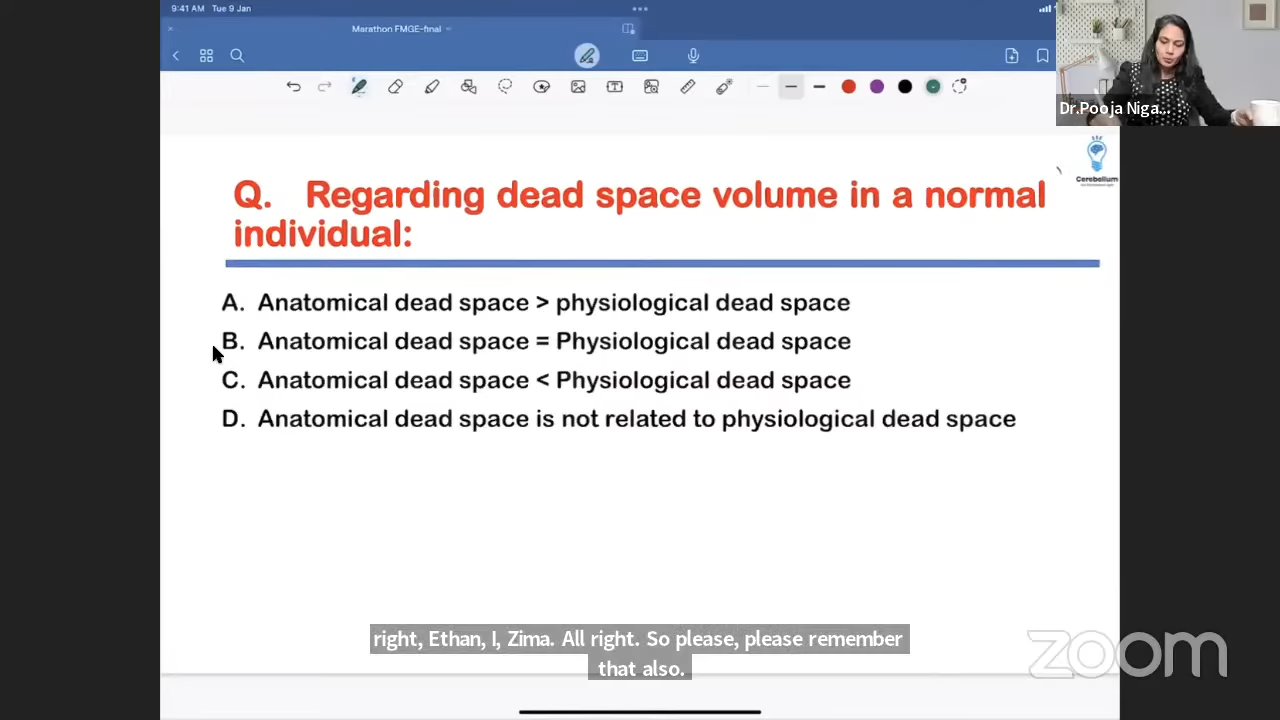 9:41 AM Tue 9 Jan
Marathon FMGE-final
Dr.Pooja Niga...
Cerebellum
Q. Regarding dead space volume in a normal
individual:
A. Anatomical dead space > physiological dead space
B. Anatomical dead space = Physiological dead space
C. Anatomical dead space < Physiological dead space
D. Anatomical dead space is not related to physiological dead space
right, Ethan, I, Zima. All right. So please, please remember
that also.
zoom